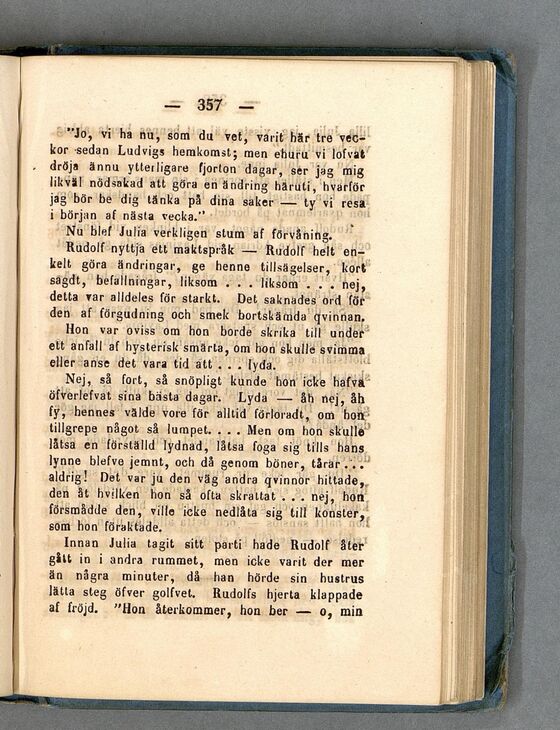 — 357 —
"Jo, vi ha nu, som du vet, varit här tre vec-
kor sedan Ludvigs hemkomst; men ehuru vi lofvat
dröja ännu ytterligare fjorton dagar, ser jag mig
likväl nödsakad att göra en ändring häruti, hvarför
jag bör be dig tänka på dina saker — ty vi resa
i början af nästa vecka."
Nu blef Julia verkligen stum af förvåning.
Rudolf nyttja ett maktspråk — Rudolf helt en-
kelt göra ändringar, ge henne tillsägelser, kort
sagdt, befallningar, liksom . . . liksom . . . nej,
detta var alldeles för starkt. Det saknades ord för
den af förgudning och smek bortskämda qvinnan.
Hon var oviss om hon borde skrika till under
ett anfall af hysterisk smärta, om hon skulle svimma
eller anse det vara tid att . . . lyda.
Nej, så fort, så snöpligt kunde hon icke hafva
öfverlefvat sina bästa dagar. Lyda — åh nej, åh
fy, hennes välde vore för alltid förloradt, om hon
tillgrepe något så lumpet. . . . Men om hon skulle
låtsa en förställd lydnad, låtsa foga sig tills hans
lynne blefve jemnt, och då genom böner, tårar . . .
aldrig! Det var ju den väg andra qvinnor hittade,
den åt hvilken hon så ofta skrattat . . . nej, hon
försmådde den, ville icke nedlåta sig till konster,
som hon föraktade.
Innan Julia tagit sitt parti hade Rudolf åter
gått in i andra rummet, men icke varit der mer
än några minuter, då han hörde sin hustrus
lätta steg öfver golfvet. Rudolfs hjerta klappade
af fröjd. "Hon återkommer, hon ber — o, min